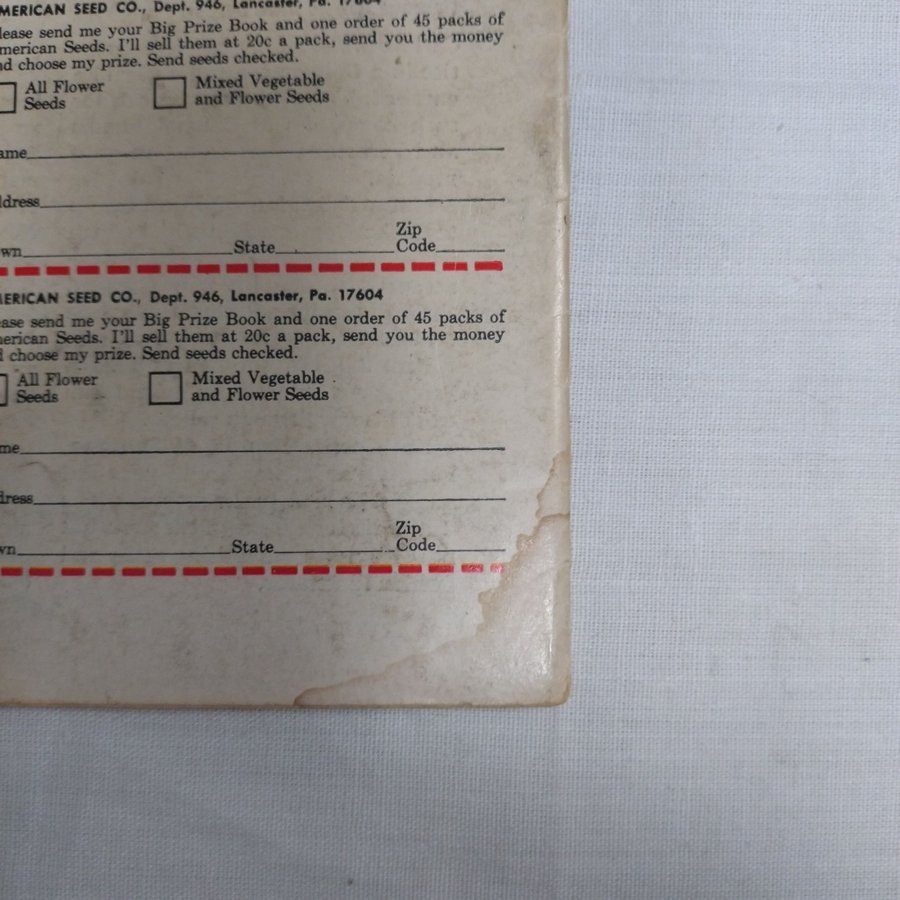 MERICAN SEED CO., Dept. 946, Lancaster, Pa. 17604
lease send me your Big Prize Book and one order of 45 packs of
merican Seeds. I'll sell them at 20c a pack, send you the money
nd choose my prize. Send seeds checked.
All Flower Seeds
Mixed Vegetable and Flower Seeds
ame
ddress
wn State Zip Code
MERICAN SEED CO., Dept. 946, Lancaster, Pa. 17604
ease send me your Big Prize Book and one order of 45 packs of
merican Seeds. I'll sell them at 20c a pack, send you the money
d choose my prize. Send seeds checked.
All Flower Seeds
Mixed Vegetable and Flower Seeds
me
dress
wn State Zip Code